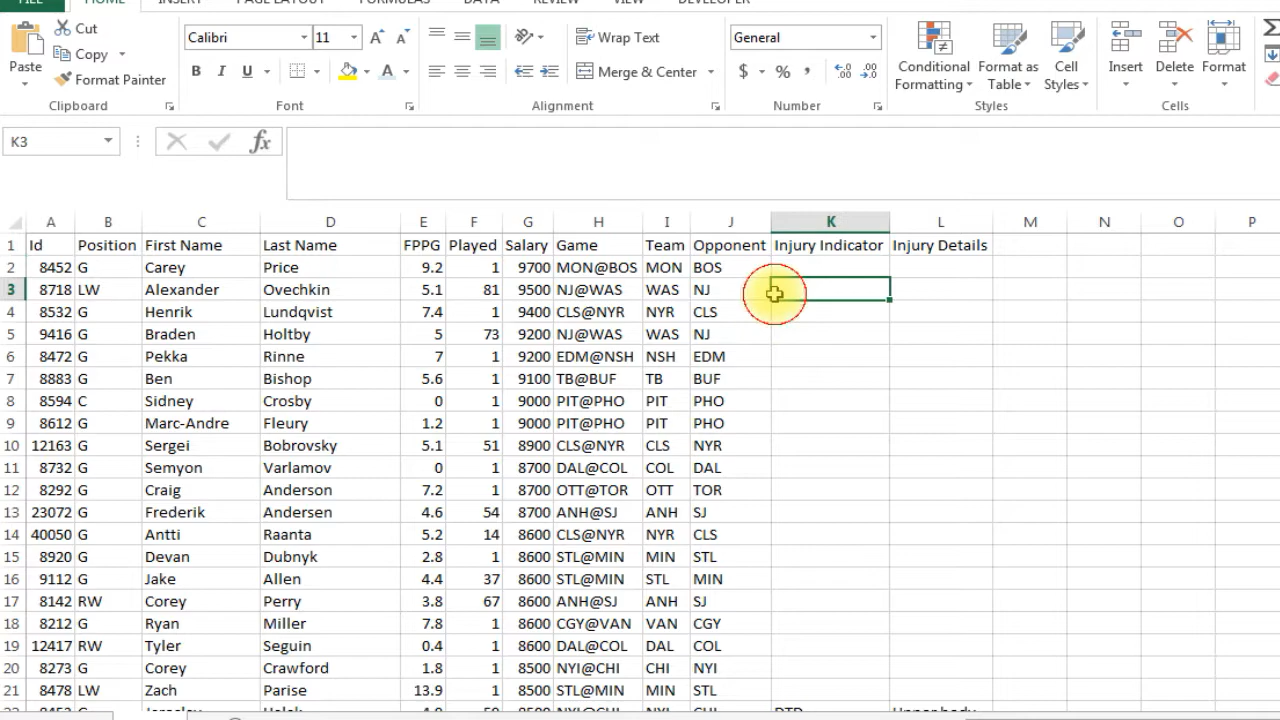 FILE HOME INSERT PAGE LAYOUT FORMULAS DATA REVIEW VIEW DEVELOPER
Cut Calibri 11 Wrap Text General
Copy
Paste Format Painter B I U Merge & Center $ % Conditional Formatting Format as Table Cell Styles Insert Delete Format
Clipboard Font Alignment Number Styles Cells
K3 fx
A B C D E F G H I J K L M N O P
1 Id Position First Name Last Name FPPG Played Salary Game Team Opponent Injury Indicator Injury Details
2 8452 G Carey Price 9.2 1 9700 MON@BOS MON BOS
3 8718 LW Alexander Ovechkin 5.1 81 9500 NJ@WAS WAS NJ
4 8532 G Henrik Lundqvist 7.4 1 9400 CLS@NYR NYR CLS
5 9416 G Braden Holtby 5 73 9200 NJ@WAS WAS NJ
6 8472 G Pekka Rinne 7 1 9200 EDM@NSH NSH EDM
7 8883 G Ben Bishop 5.6 1 9100 TB@BUF TB BUF
8 8594 C Sidney Crosby 0 1 9000 PIT@PHO PIT PHO
9 8612 G Marc-Andre Fleury 1.2 1 9000 PIT@PHO PIT PHO
10 12163 G Sergei Bobrovsky 5.1 51 8900 CLS@NYR CLS NYR
11 8732 G Semyon Varlamov 0 1 8700 DAL@COL COL DAL
12 8292 G Craig Anderson 7.2 1 8700 OTT@TOR OTT TOR
13 23072 G Frederik Andersen 4.6 54 8700 ANH@SJ ANH SJ
14 40050 G Antti Raanta 5.2 14 8600 CLS@NYR NYR CLS
15 8920 G Devan Dubnyk 2.8 1 8600 STL@MIN MIN STL
16 9112 G Jake Allen 4.4 37 8600 STL@MIN STL MIN
17 8142 RW Corey Perry 3.8 67 8600 ANH@SJ ANH SJ
18 8212 G Ryan Miller 7.8 1 8600 CGY@VAN VAN CGY
19 12417 RW Tyler Seguin 0.4 1 8600 DAL@COL DAL COL
20 8273 G Corey Crawford 1.8 1 8500 NYI@CHI CHI NYI
21 8478 LW Zach Parise 13.9 1 8500 STL@MIN MIN STL